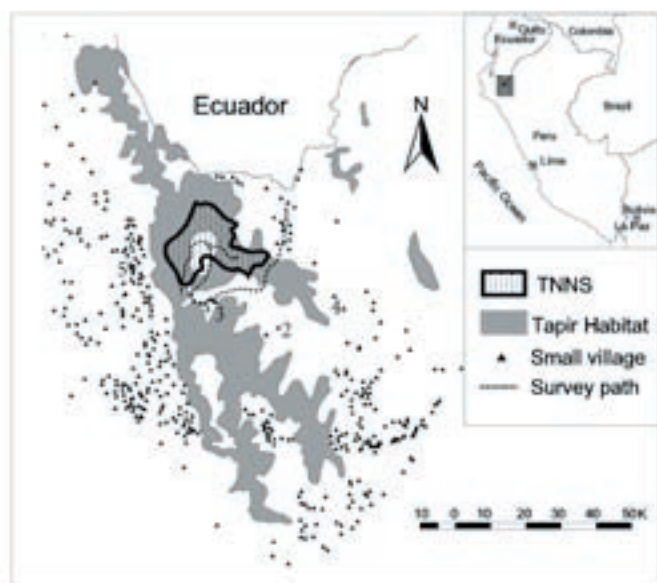 Ecuador
N
3
2
Quito
Ecuador
Colombia
Brazil
Peru
Lima
Pacific Ocean
Bolivia
La Paz
TNNS
Tapir Habitat
Small village
Survey path
10 0 10 20 30 40 50K